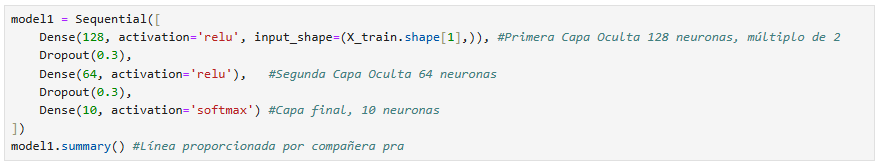 model1 = Sequential([
    Dense(128, activation='relu', input_shape=(X_train.shape[1],)), #Primera Capa Oculta 128 neuronas, múltiplo de 2
    Dropout(0.3),
    Dense(64, activation='relu'),   #Segunda Capa Oculta 64 neuronas
    Dropout(0.3),
    Dense(10, activation='softmax') #Capa final, 10 neuronas
])
model1.summary() #Línea proporcionada por compañera pra